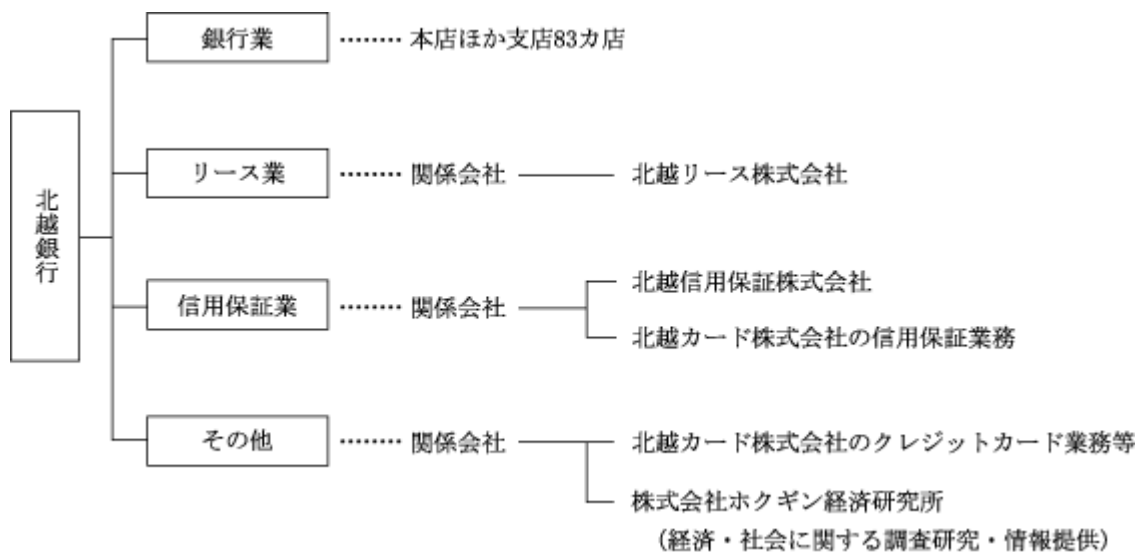 北越銀行
銀行業 ‥‥‥‥ 本店ほか支店83カ店
リース業 ‥‥‥‥ 関係会社 北越リース株式会社
信用保証業 ‥‥‥‥ 関係会社 北越信用保証株式会社
北越カード株式会社の信用保証業務
その他 ‥‥‥‥ 関係会社 北越カード株式会社のクレジットカード業務等
株式会社ホクギン経済研究所
(経済・社会に関する調査研究・情報提供)